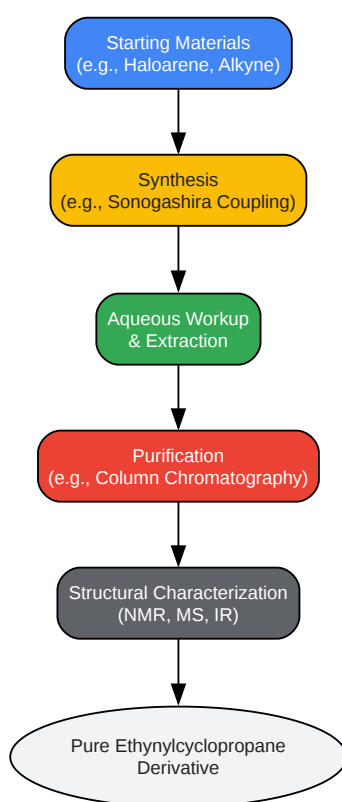 Starting Materials
(e.g., Haloarene, Alkyne)
Synthesis
(e.g., Sonogashira Coupling)
Aqueous Workup
& Extraction
Purification
(e.g., Column Chromatography)
Structural Characterization
(NMR, MS, IR)
Pure Ethynylcyclopropane
Derivative